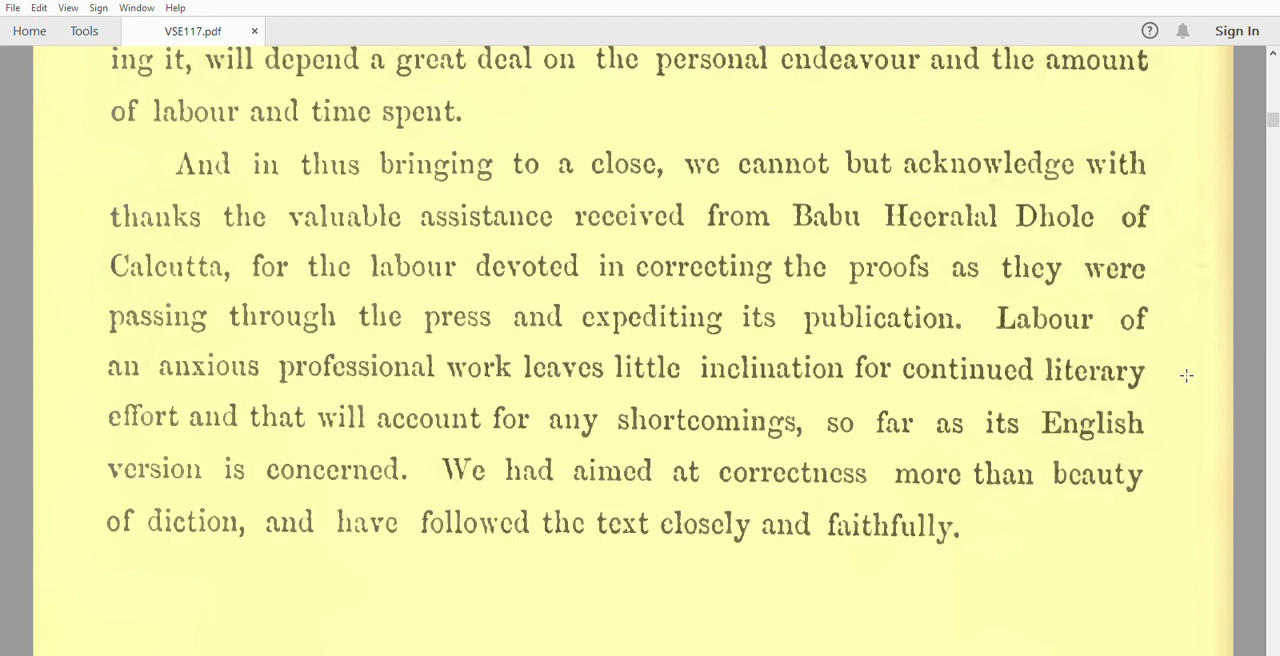 File Edit View Sign Window Help
Home Tools VSE117.pdf × ? Sign In
ing it, will depend a great deal on the personal endeavour and the amount
of labour and time spent.
And in thus bringing to a close, we cannot but acknowledge with
thanks the valuable assistance received from Babu Heeralal Dhole of
Calcutta, for the labour devoted in correcting the proofs as they were
passing through the press and expediting its publication. Labour of
an anxious professional work leaves little inclination for continued literary
effort and that will account for any shortcomings, so far as its English
version is concerned. We had aimed at correctness more than beauty
of diction, and have followed the text closely and faithfully.